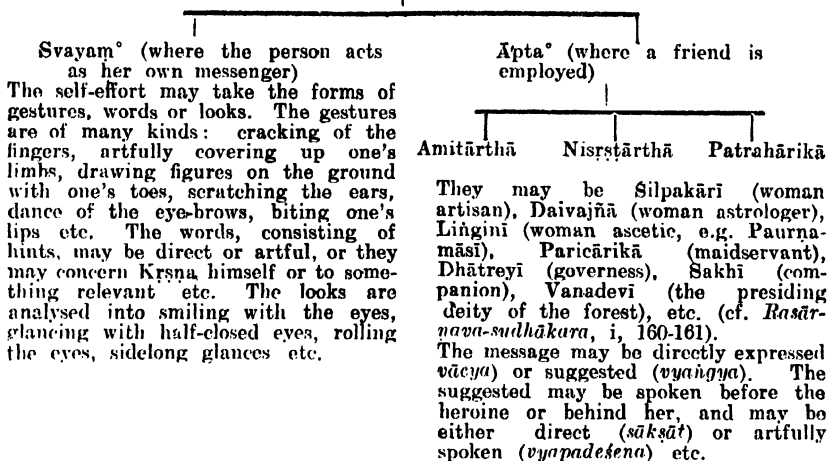 Svayaṃ° (where the person acts
as her own messenger)
The self-effort may take the forms of
gestures, words or looks. The gestures
are of many kinds: cracking of the
fingers, artfully covering up one's
limbs, drawing figures on the ground
with one's toes, scratching the ears,
dance of the eye-brows, biting one's
lips etc. The words, consisting of
hints, may be direct or artful, or they
may concern Kṛṣṇa himself or to some-
thing relevant etc. The looks are
analysed into smiling with the eyes,
glancing with half-closed eyes, rolling
the eyes, sidelong glances etc.
Āpta° (where a friend is
employed)
Amitārthā Nisṛṣṭārthā Patrahārikā
They may be Śilpakārī (woman
artisan), Daivajñā (woman astrologer),
Liṅginī (woman ascetic, e.g. Paurṇa-
māsī), Paricārikā (maidservant),
Dhātreyī (governess), Sakhī (com-
panion), Vanadevī (the presiding
deity of the forest), etc. (cf. Rasār-
ṇava-sudhākara, i, 160-161).
The message may be directly expressed
vācya) or suggested (vyaṅgya). The
suggested may be spoken before the
heroine or behind her, and may be
either direct (sākṣāt) or artfully
spoken (vyapadeśena) etc.